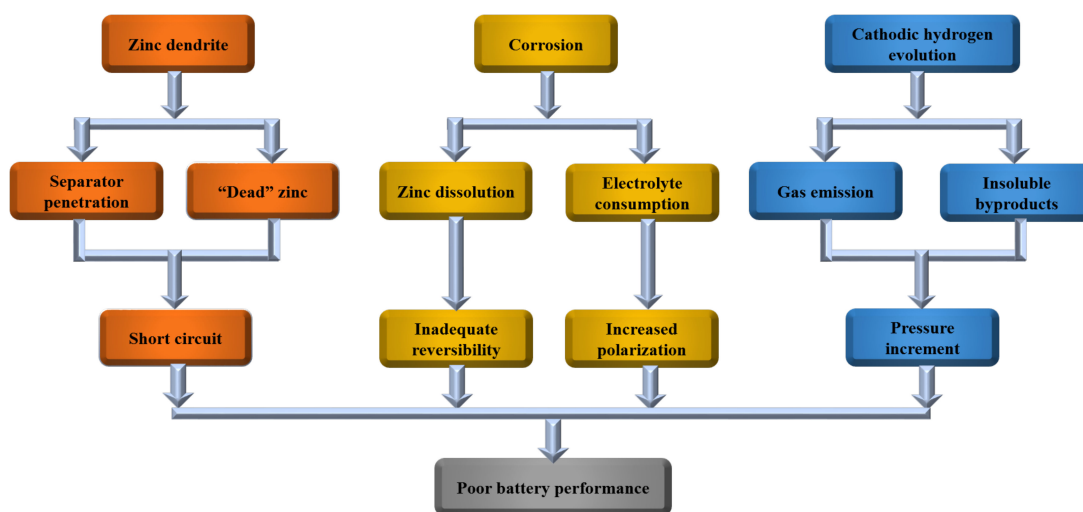 Zinc dendrite
Corrosion
Cathodic hydrogen
evolution
Separator
penetration
“Dead” zinc
Zinc dissolution
Electrolyte
consumption
Gas emission
Insoluble
byproducts
Short circuit
Inadequate
reversibility
Increased
polarization
Pressure
increment
Poor battery performance